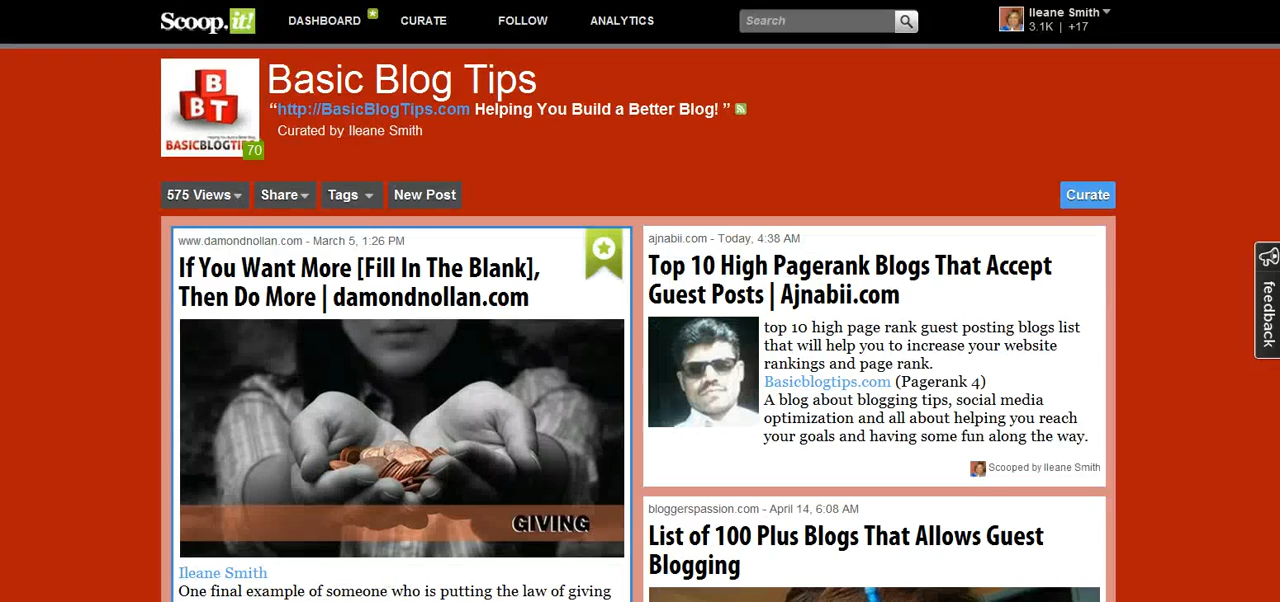 Scoop.it!
DASHBOARD
CURATE
FOLLOW
ANALYTICS
Search
Ileane Smith
3.1K | +17
B
B T
BASICBLOGTIP
70
Basic Blog Tips
“http://BasicBlogTips.com Helping You Build a Better Blog! ”
Curated by Ileane Smith
575 Views
Share
Tags
New Post
Curate
www.damondnollan.com - March 5, 1:26 PM
If You Want More [Fill In The Blank],
Then Do More | damondnollan.com
GIVING
Ileane Smith
One final example of someone who is putting the law of giving
ajnabii.com - Today, 4:38 AM
Top 10 High Pagerank Blogs That Accept
Guest Posts | Ajnabii.com
top 10 high page rank guest posting blogs list
that will help you to increase your website
rankings and page rank.
Basicblogtips.com (Pagerank 4)
A blog about blogging tips, social media
optimization and all about helping you reach
your goals and having some fun along the way.
Scooped by Ileane Smith
bloggerspassion.com - April 14, 6:08 AM
List of 100 Plus Blogs That Allows Guest
Blogging
feedback